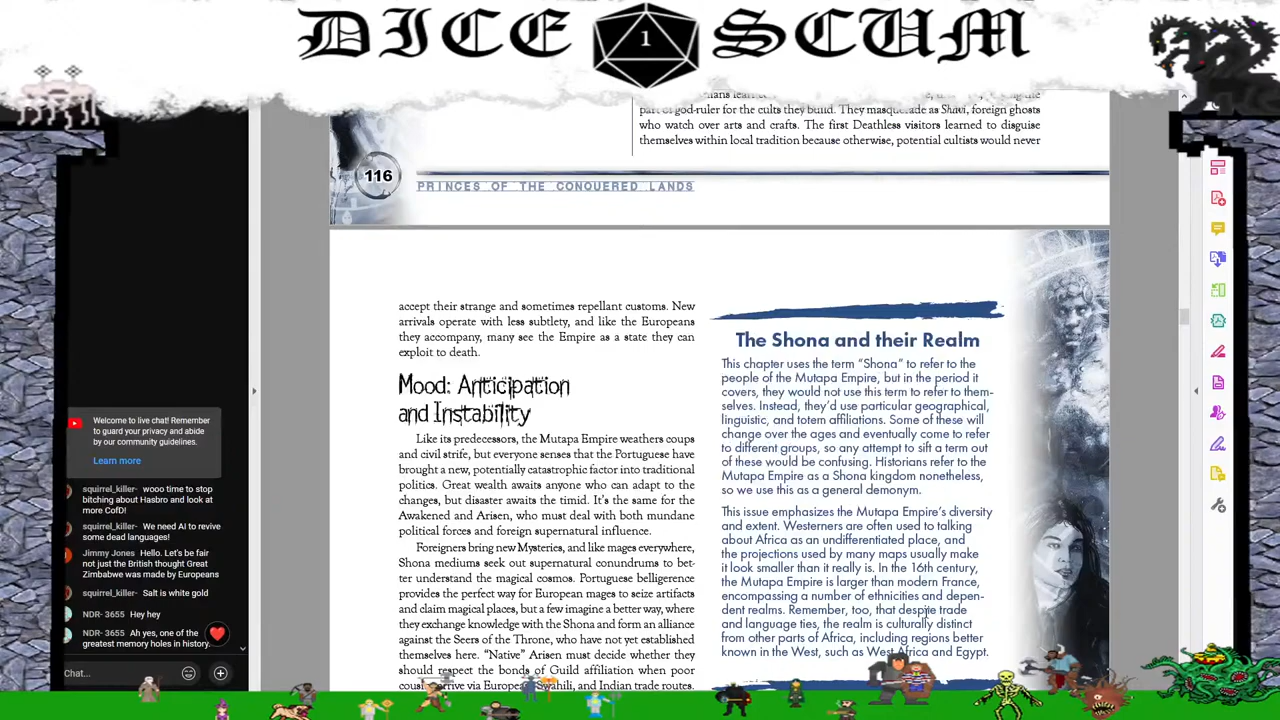 DICE 1 SCUM
part of god-ruler for the cults they build. They masquerade as Shavi, foreign ghosts
who watch over arts and crafts. The first Deathless visitors learned to disguise
themselves within local tradition because otherwise, potential cultists would never
116
PRINCES OF THE CONQUERED LANDS
accept their strange and sometimes repellant customs. New
arrivals operate with less subtlety, and like the Europeans
they accompany, many see the Empire as a state they can
exploit to death.
Mood: Anticipation
and Instability
Like its predecessors, the Mutapa Empire weathers coups
and civil strife, but everyone senses that the Portuguese have
brought a new, potentially catastrophic factor into traditional
politics. Great wealth awaits anyone who can adapt to the
changes, but disaster awaits the timid. It's the same for the
Awakened and Arisen, who must deal with both mundane
political forces and foreign supernatural influence.
Foreigners bring new Mysteries, and like mages everywhere,
Shona mediums seek out supernatural conundrums to bet-
ter understand the magical cosmos. Portuguese belligerence
provides the perfect way for European mages to seize artifacts
and claim magical places, but a few imagine a better way, where
they exchange knowledge with the Shona and form an alliance
against the Seers of the Throne, who have not yet established
themselves here. "Native" Arisen must decide whether they
should respect the bonds of Guild affiliation when poor
via European, Swahili, and Indian trade routes.
The Shona and their Realm
This chapter uses the term "Shona" to refer to the
people of the Mutapa Empire, but in the period it
covers, they would not use this term to refer to them-
selves. Instead, they'd use particular geographical,
linguistic, and totem affiliations. Some of these will
change over the ages and eventually come to refer
to different groups, so any attempt to sift a term out
of these would be confusing. Historians refer to the
Mutapa Empire as a Shona kingdom nonetheless,
so we use this as a general demonym.
This issue emphasizes the Mutapa Empire's diversity
and extent. Westerners are often used to talking
about Africa as an undifferentiated place, and
the projections used by many maps usually make
it look smaller than it really is. In the 16th century,
the Mutapa Empire is larger than modern France,
encompassing a number of ethnicities and depen-
dent realms. Remember, too, that despite trade
and language ties, the realm is culturally distinct
from other parts of Africa, including regions better
known in the West, such as West Africa and Egypt.
Welcome to live chat! Remember
to guard your privacy and abide
by our community guidelines.
Learn more
squirrel_killer- wooo time to stop
bitching about Hasbro and look at
more CofD!
squirrel_killer- We need AI to revive
some dead languages!
Jimmy Jones Hello. Let's be fair
not just the British thought Great
Zimbabwe was made by Europeans
squirrel_killer- Salt is white gold
NDR- 3655 Hey hey
NDR- 3655 Ah yes, one of the
greatest memory holes in history.
Chat...